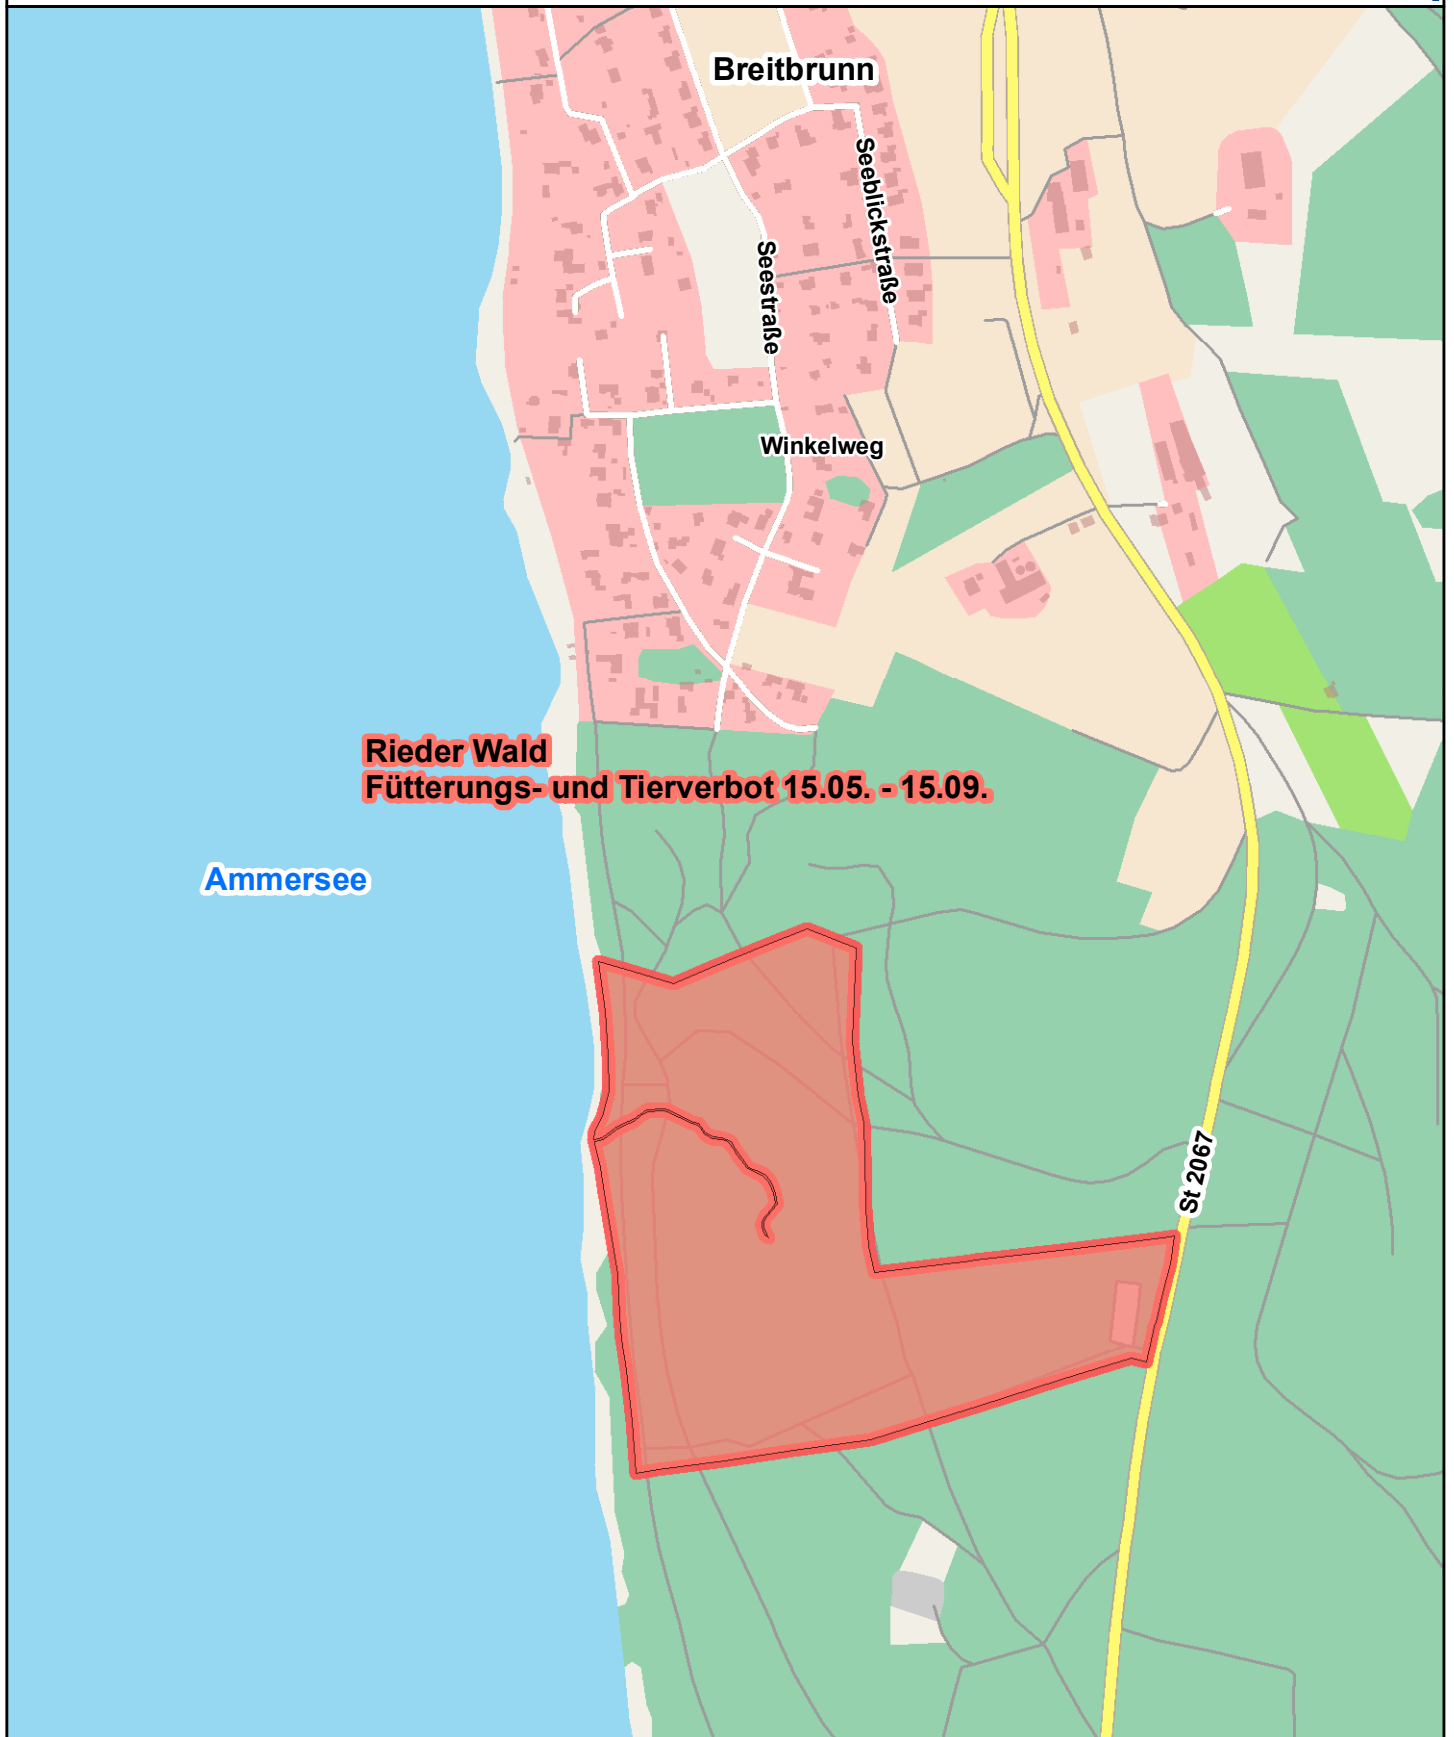 Breitbrunn
Seeblickstraße
Seestraße
Winkelweg
Rieder Wald
Fütterungs- und Tierverbot 15.05. - 15.09.
Ammersee
St 2067